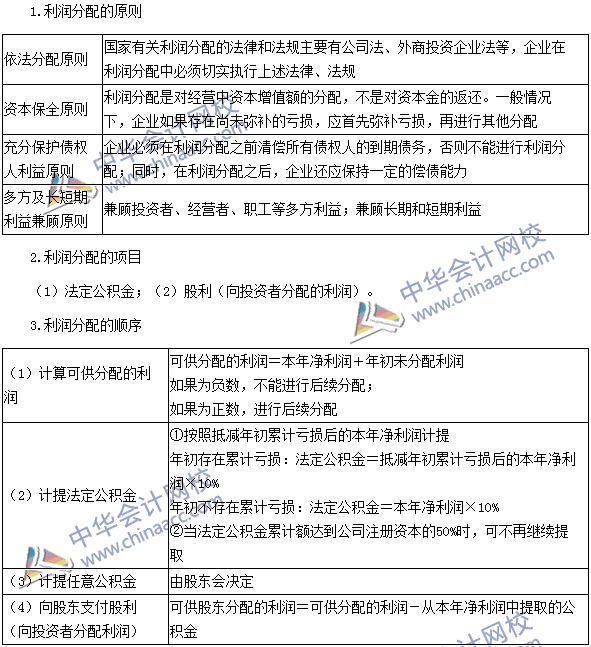 1.利润分配的原则
依法分配原则
国家有关利润分配的法律和法规主要有公司法、外商投资企业法等，企业在
利润分配中必须切实执行上述法律、法规
资本保全原则
利润分配是对经营中资本增值额的分配，不是对资本金的返还。一般情况
下，企业如果存在尚未弥补的亏损，应首先弥补亏损，再进行其他分配
充分保护债权
人利益原则
企业必须在利润分配之前清偿所有债权人的到期债务，否则不能进行利润分
配；同时，在利润分配之后，企业还应保持一定的偿债能力
多方及长短期
利益兼顾原则
兼顾投资者、经营者、职工等多方利益；兼顾长期和短期利益
2.利润分配的项目
（1）法定公积金；（2）股利（向投资者分配的利润）。
3.利润分配的顺序
（1）计算可供分配的利
润
可供分配的利润＝本年净利润＋年初未分配利润
如果为负数，不能进行后续分配；
如果为正数，进行后续分配
（2）计提法定公积金
①按照抵减年初累计亏损后的本年净利润计提
年初存在累计亏损：法定公积金＝抵减年初累计亏损后的本年净利
润×10%
年初不存在累计亏损：法定公积金＝本年净利润×10%
②当法定公积金累计额达到公司注册资本的50%时，可不再继续提
取
（3）计提任意公积金
由股东会决定
（4）向股东支付股利
（向投资者分配利润）
可供股东分配的利润＝可供分配的利润－从本年净利润中提取的公
积金
中华会计网校
www.chinaacc.com
中华会计网校
www.chinaacc.com
中华会计网校
www.chinaacc.com
中华会计网校